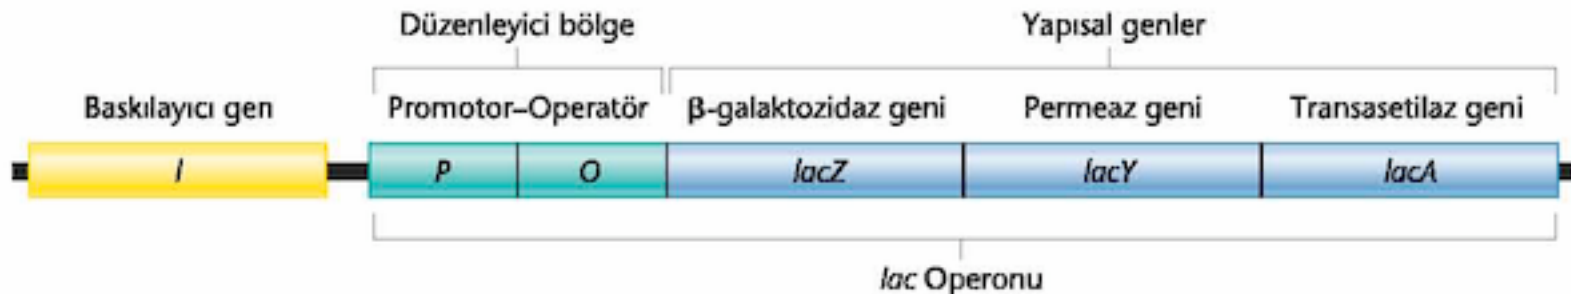 Düzenleyici bölge Yapısal genler
Baskılayıcı gen Promotor–Operatör β-galaktozidaz geni Permeaz geni Transasetilaz geni
I P O lacZ lacY lacA
lac Operonu